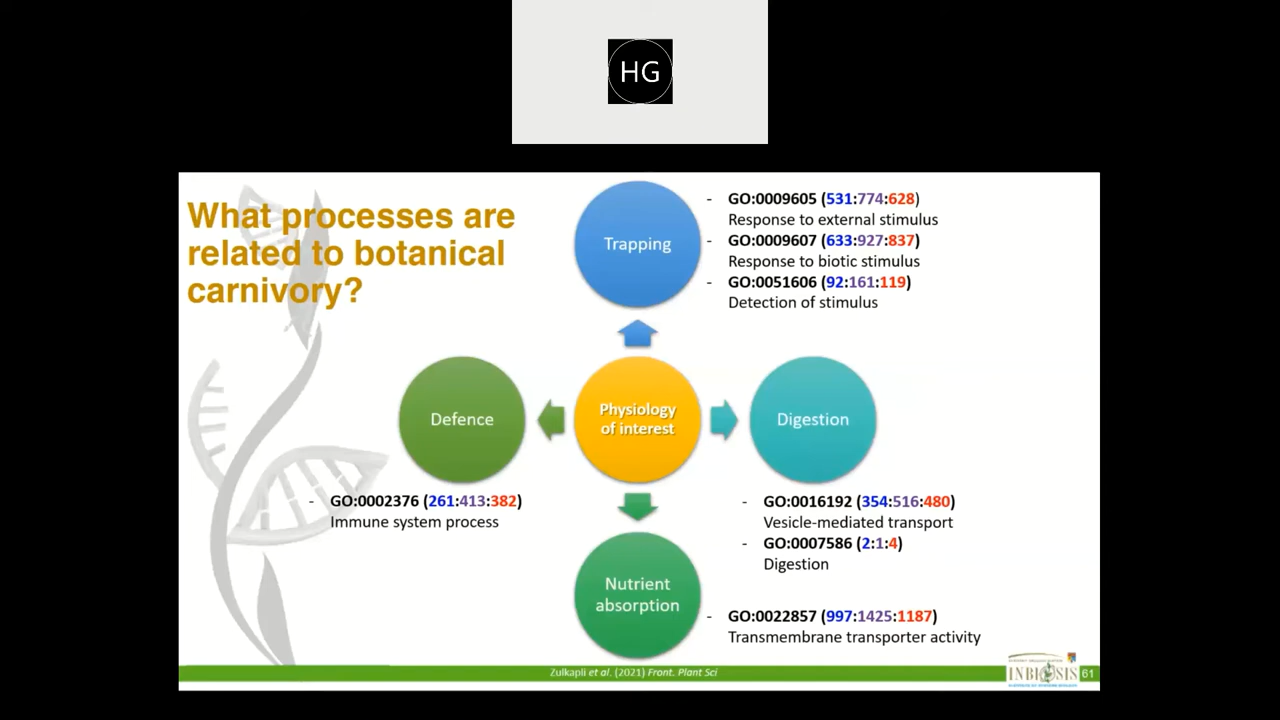 HG
What processes are
related to botanical
carnivory?
Trapping
- GO:0009605 (531:774:628)
Response to external stimulus
- GO:0009607 (633:927:837)
Response to biotic stimulus
- GO:0051606 (92:161:119)
Detection of stimulus
Defence
Physiology
of interest
Digestion
- GO:0002376 (261:413:382)
Immune system process
- GO:0016192 (354:516:480)
Vesicle-mediated transport
- GO:0007586 (2:1:4)
Digestion
Nutrient
absorption
- GO:0022857 (997:1425:1187)
Transmembrane transporter activity
Zulkapli et al. (2021) Front. Plant Sci
INBIOSIS
61